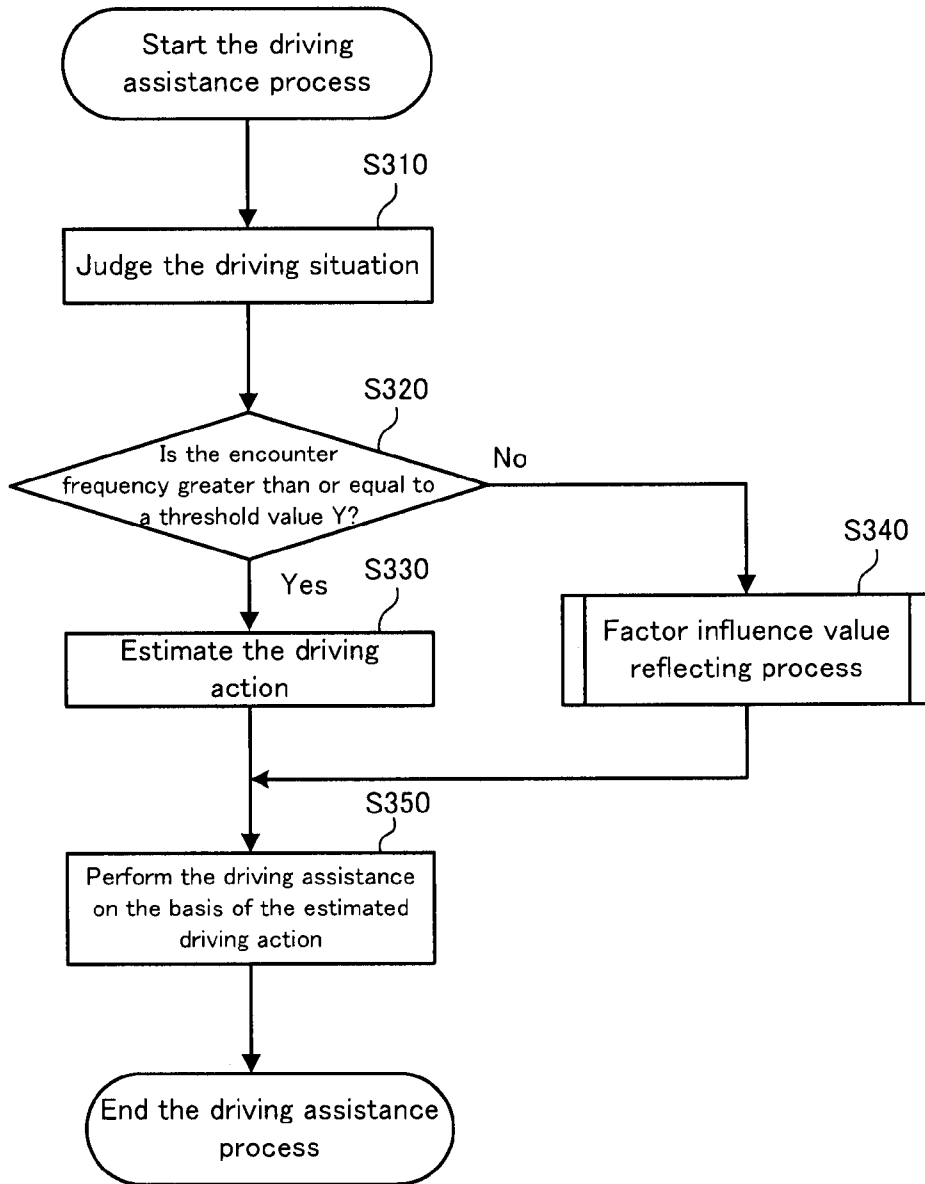 Start the driving
assistance process
S310
Judge the driving situation
S320
Is the encounter
frequency greater than or equal to
a threshold value Y?
No
Yes
S330
Estimate the driving
action
S340
Factor influence value
reflecting process
S350
Perform the driving assistance
on the basis of the estimated
driving action
End the driving assistance
process